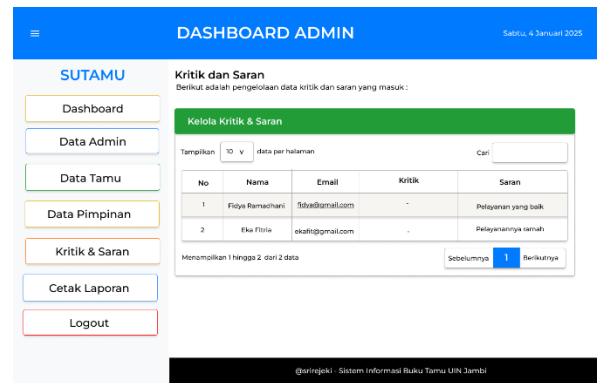 ≡ DASHBOARD ADMIN Sabtu, 4 Januari 2025
SUTAMU
Dashboard
Data Admin
Data Tamu
Data Pimpinan
Kritik & Saran
Cetak Laporan
Logout
Kritik dan Saran
Berikut adalah pengelolaan data kritik dan saran yang masuk :
Kelola Kritik & Saran
Tampilkan 10 v data per halaman Cari
No Nama Email Kritik Saran
1 Fidya Ramadhani fidya@gmail.com - Pelayanan yang baik
2 Eka Fitria ekafit@gmail.com - Pelayanannya ramah
Menampilkan 1 hingga 2 dari 2 data Sebelumnya 1 Berikutnya
@srirejeki - Sistem Informasi Buku Tamu UIN Jambi